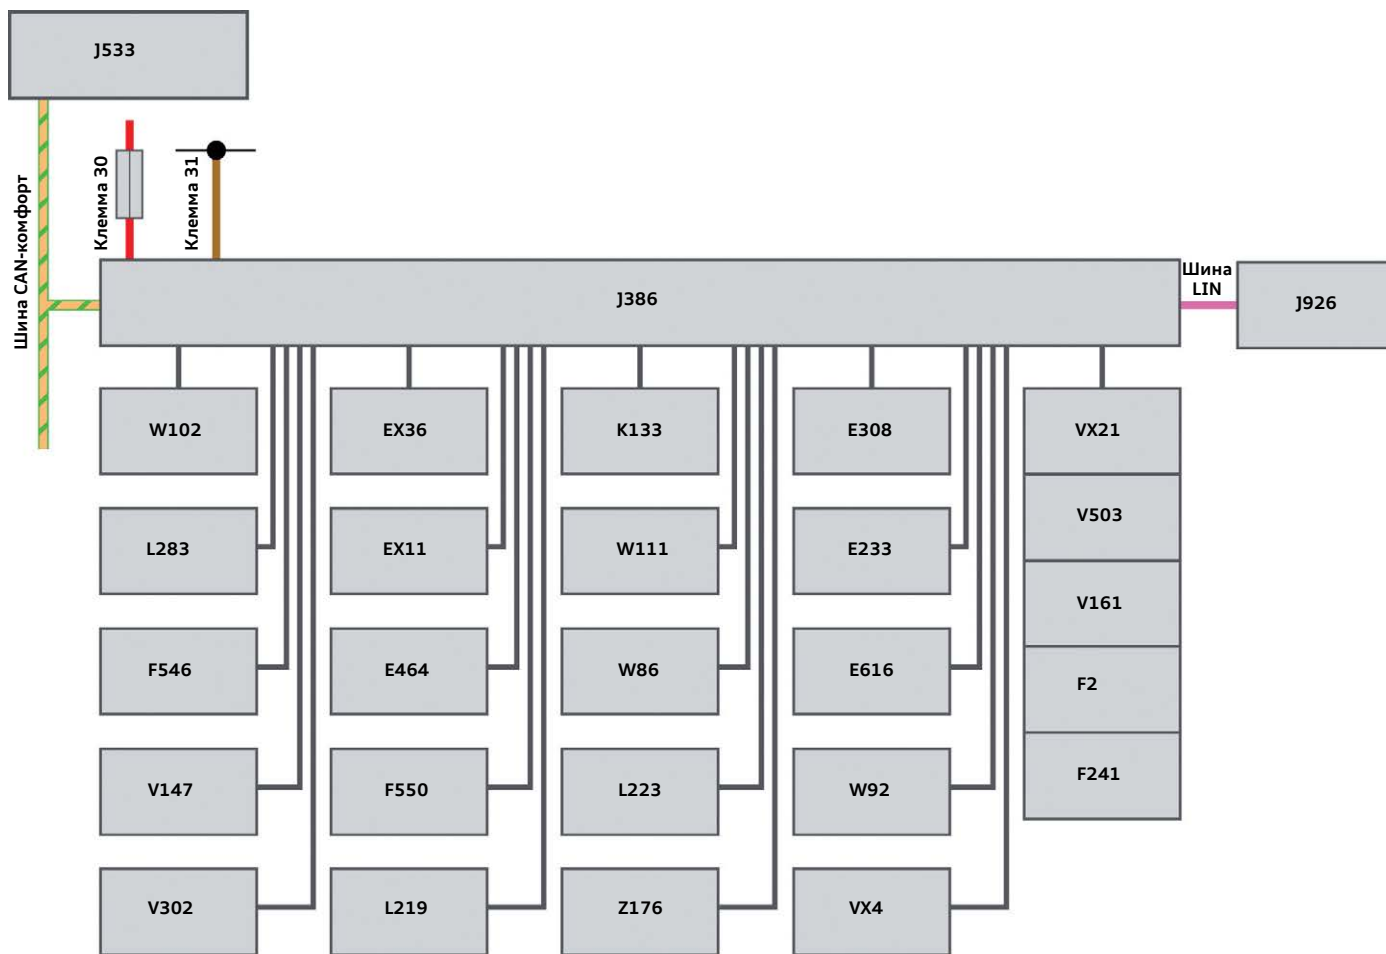 J533
Шина CAN-комфорт
Клемма 30
Клемма 31
J386
Шина
LIN
J926
W102
EX36
K133
E308
VX21
L283
EX11
W111
E233
V503
F546
E464
W86
E616
V161
F2
V147
F550
L223
W92
F241
V302
L219
Z176
VX4